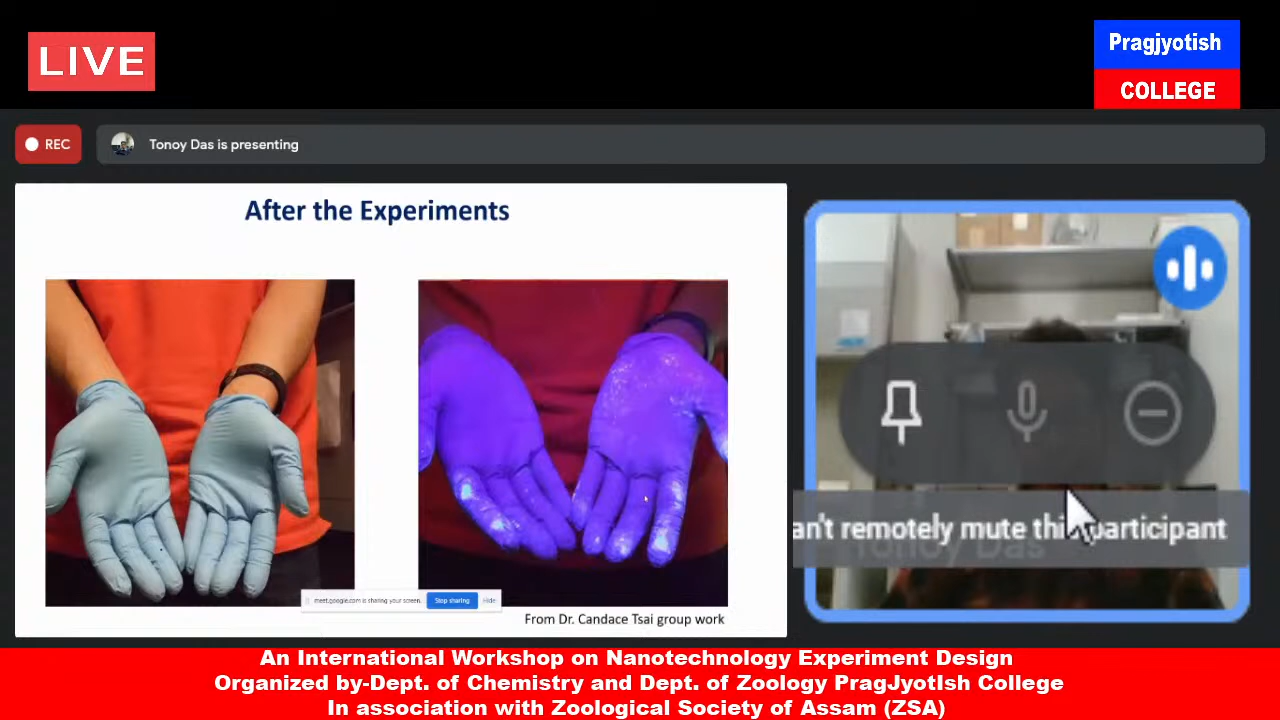 LIVE
Pragjyotish
COLLEGE
REC
Tonoy Das is presenting
After the Experiments
an't remotely mute this participant
Tonoy Das
meet.google.com is sharing your screen.
Stop sharing
Hide
From Dr. Candace Tsai group work
An International Workshop on Nanotechnology Experiment Design
Organized by-Dept. of Chemistry and Dept. of Zoology PragJyotIsh College
In association with Zoological Society of Assam (ZSA)